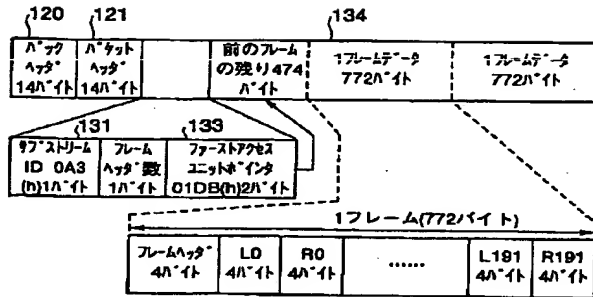 120
121
134
パック
ヘッダ
14バイト
パケット
ヘッダ
14バイト
前のフレーム
の残り474
バイト
1フレームデータ
772バイト
1フレームデータ
772バイト
131
133
サブストリーム
ID 0A3
(h)1バイト
フレーム
ヘッダ数
1バイト
ファーストアクセス
ユニットポインタ
01DB(h)2バイト
1フレーム(772バイト)
フレームヘッダ
4バイト
L0
4バイト
R0
4バイト
……
L191
4バイト
R191
4バイト